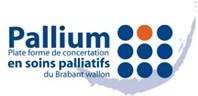 Pallium
Plate forme de concertation
en soins palliatifs
du Brabant wallon